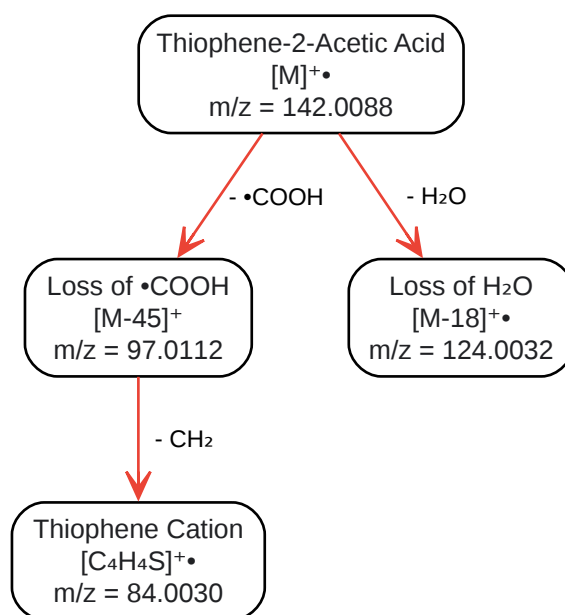 Thiophene-2-Acetic Acid
[M]⁺•
m/z = 142.0088
- •COOH
- H₂O
Loss of •COOH
[M-45]⁺
m/z = 97.0112
Loss of H₂O
[M-18]⁺•
m/z = 124.0032
- CH₂
Thiophene Cation
[C₄H₄S]⁺•
m/z = 84.0030